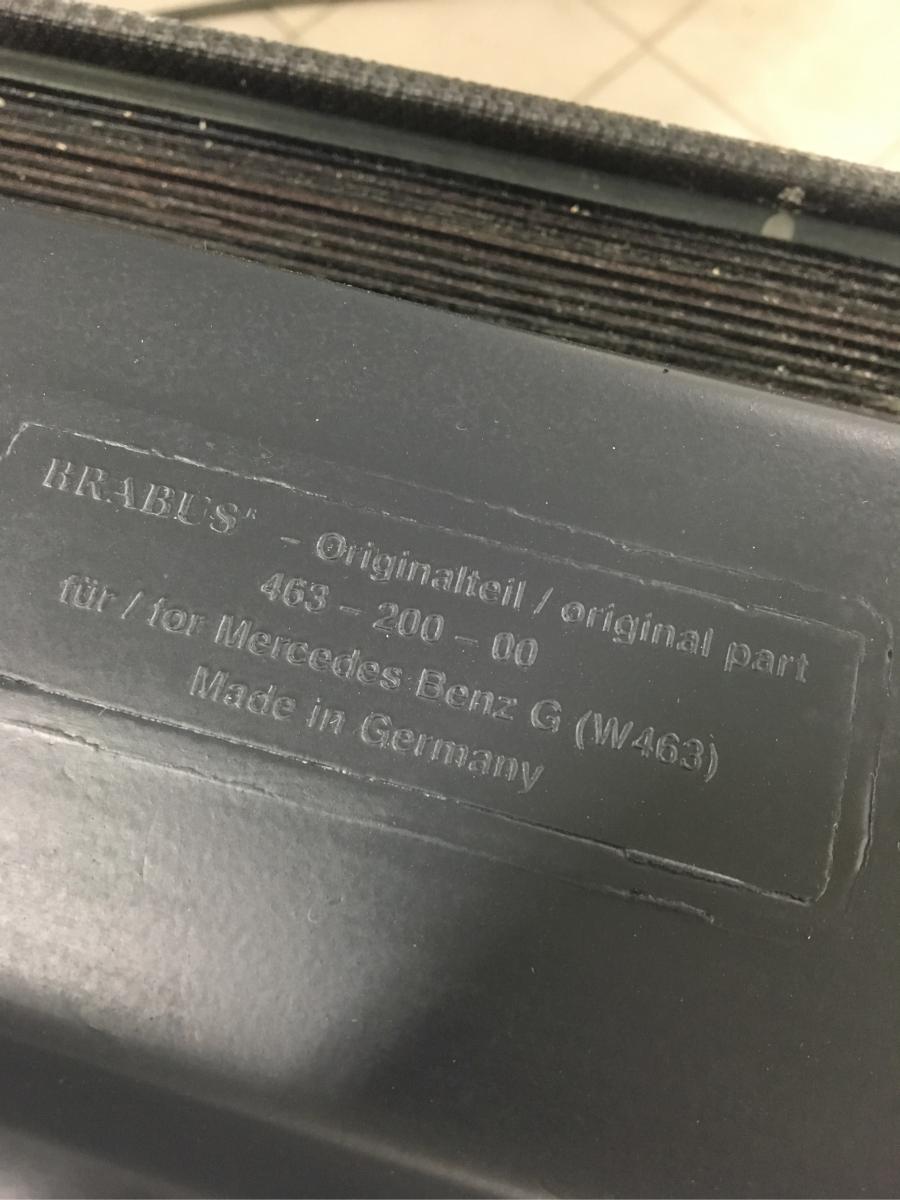 BRABUS® - Originalteil / original part
463 - 200 - 00
für / for Mercedes Benz G (W463)
Made in Germany